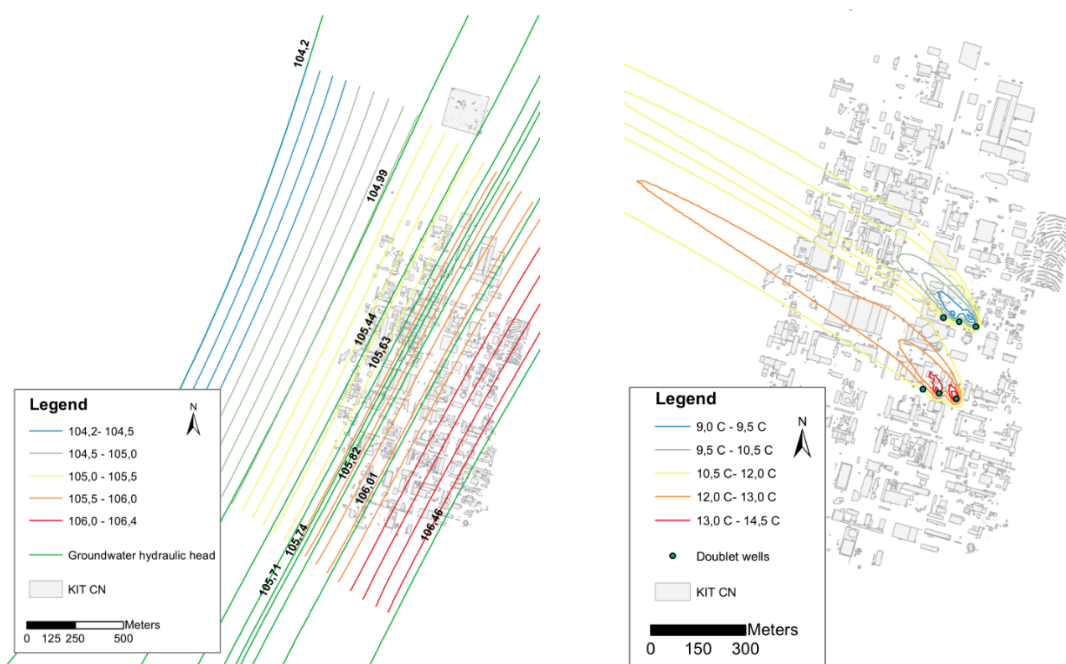 104,2
104,99
105,44
105,63
105,82
106,01
105,74
106,46
105,71
Legend
N
104,2- 104,5
104,5 - 105,0
105,0 - 105,5
105,5 - 106,0
106,0 - 106,4
Groundwater hydraulic head
KIT CN
Meters
0 125 250 500
Legend
N
9,0 C - 9,5 C
9,5 C - 10,5 C
10,5 C - 12,0 C
12,0 C- 13,0 C
13,0 C - 14,5 C
Doublet wells
KIT CN
Meters
0 150 300